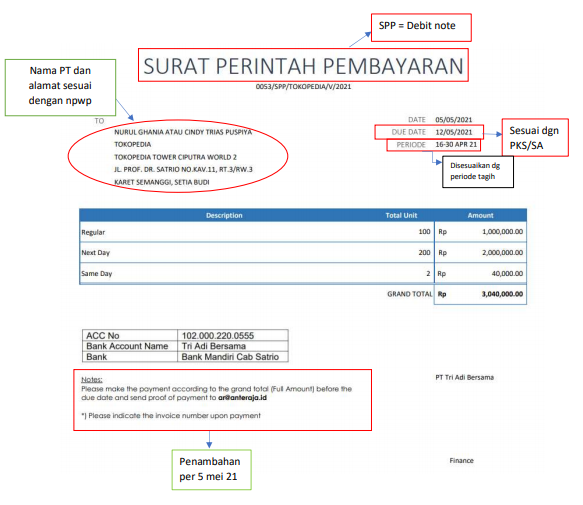 SPP = Debit note
SURAT PERINTAH PEMBAYARAN
0053/SPP/TOKOPEDIA/V/2021
Nama PT dan
alamat sesuai
dengan npwp
TO
NURUL GHANIA ATAU CINDY TRIAS PUSPIYA
TOKOPEDIA
TOKOPEDIA TOWER CIPUTRA WORLD 2
JL. PROF. DR. SATRIO NO.KAV.11, RT.3/RW.3
KARET SEMANGGI, SETIA BUDI
DATE 05/05/2021
DUE DATE 12/05/2021
PERIODE 16-30 APR 21
Sesuai dgn
PKS/SA
Disesuaikan dg
periode tagih
Description Total Unit Amount
Regular 100 Rp 1,000,000.00
Next Day 200 Rp 2,000,000.00
Same Day 2 Rp 40,000.00
GRAND TOTAL Rp 3,040,000.00
ACC No 102.000.220.0555
Bank Account Name Tri Adi Bersama
Bank Bank Mandiri Cab Satrio
Notes:
Please make the payment according to the grand total (Full Amount) before the
due date and send proof of payment to ar@anteraja.id
*) Please indicate the invoice number upon payment
PT Tri Adi Bersama
Penambahan
per 5 mei 21
Finance